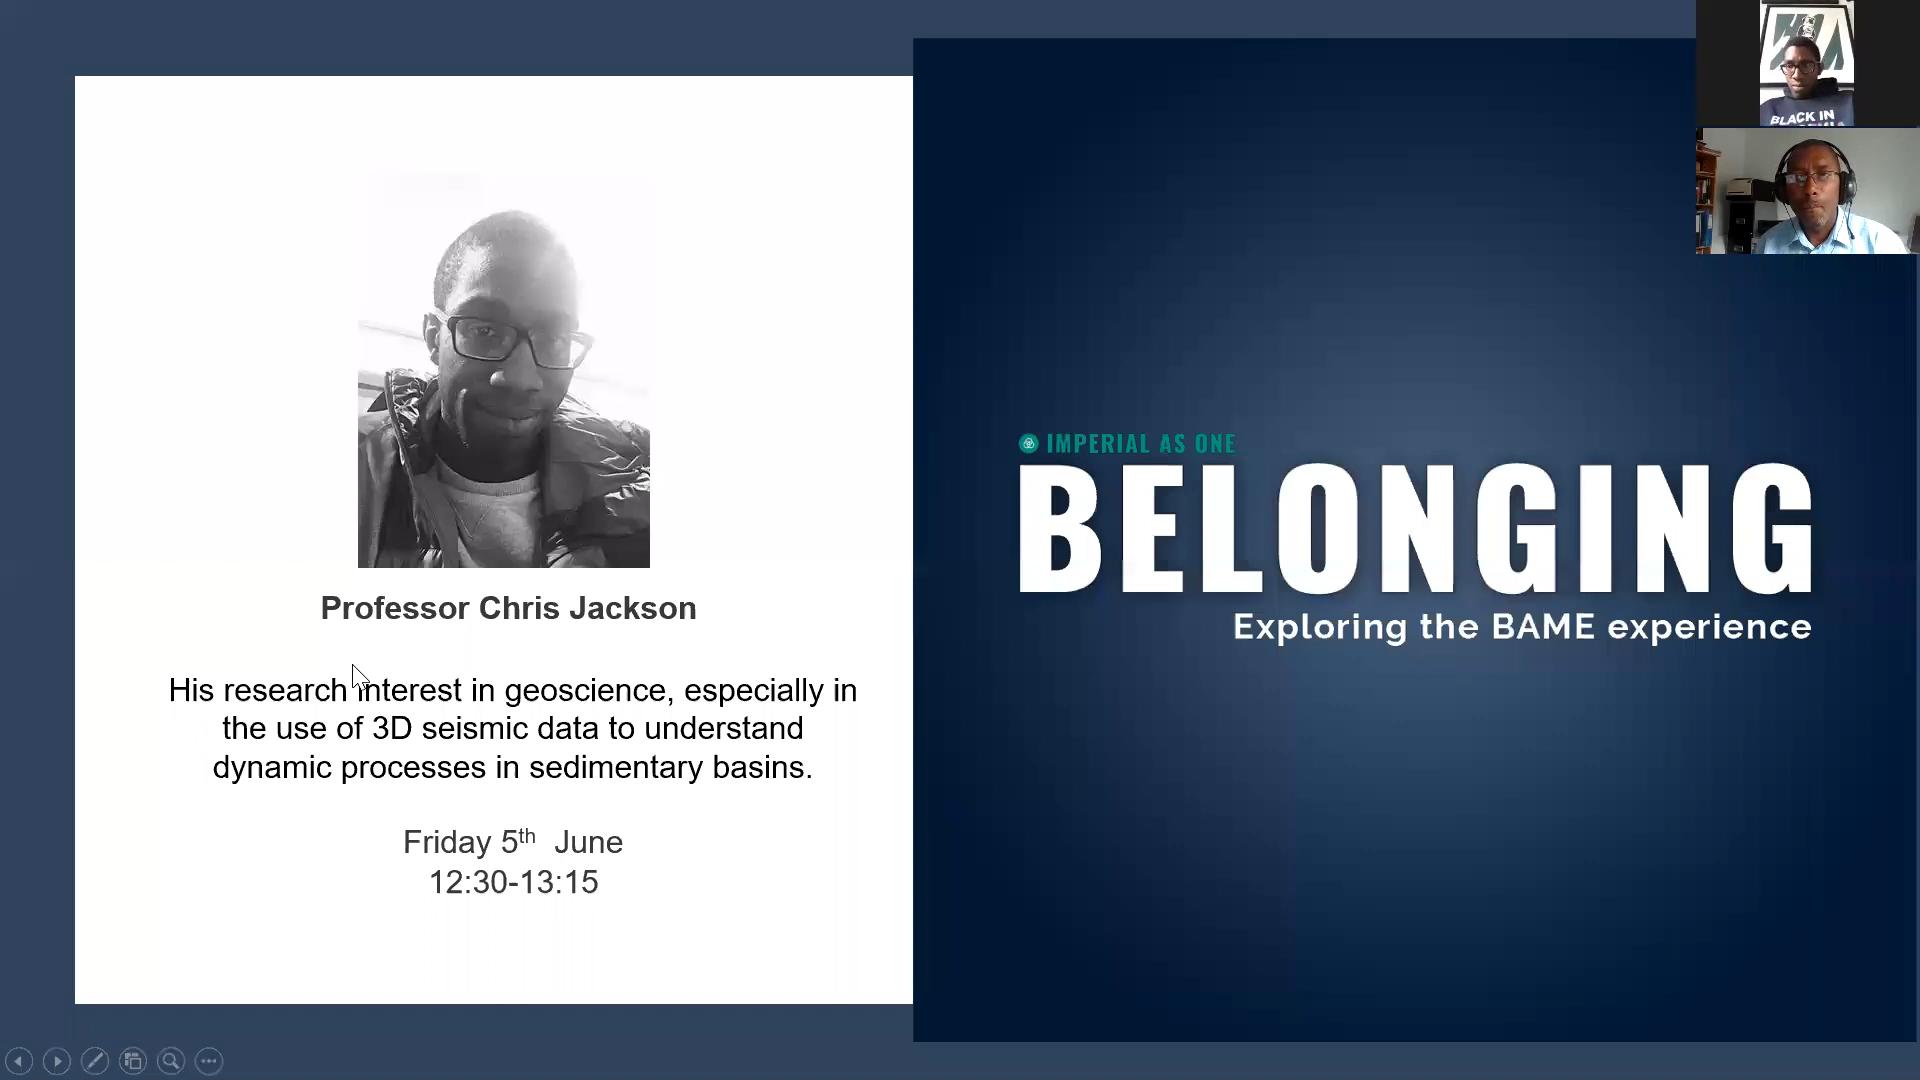 Professor Chris Jackson
His research interest in geoscience, especially in
the use of 3D seismic data to understand
dynamic processes in sedimentary basins.
Friday 5th June
12:30-13:15
IMPERIAL AS ONE
BELONGING
Exploring the BAME experience
BLACK IN